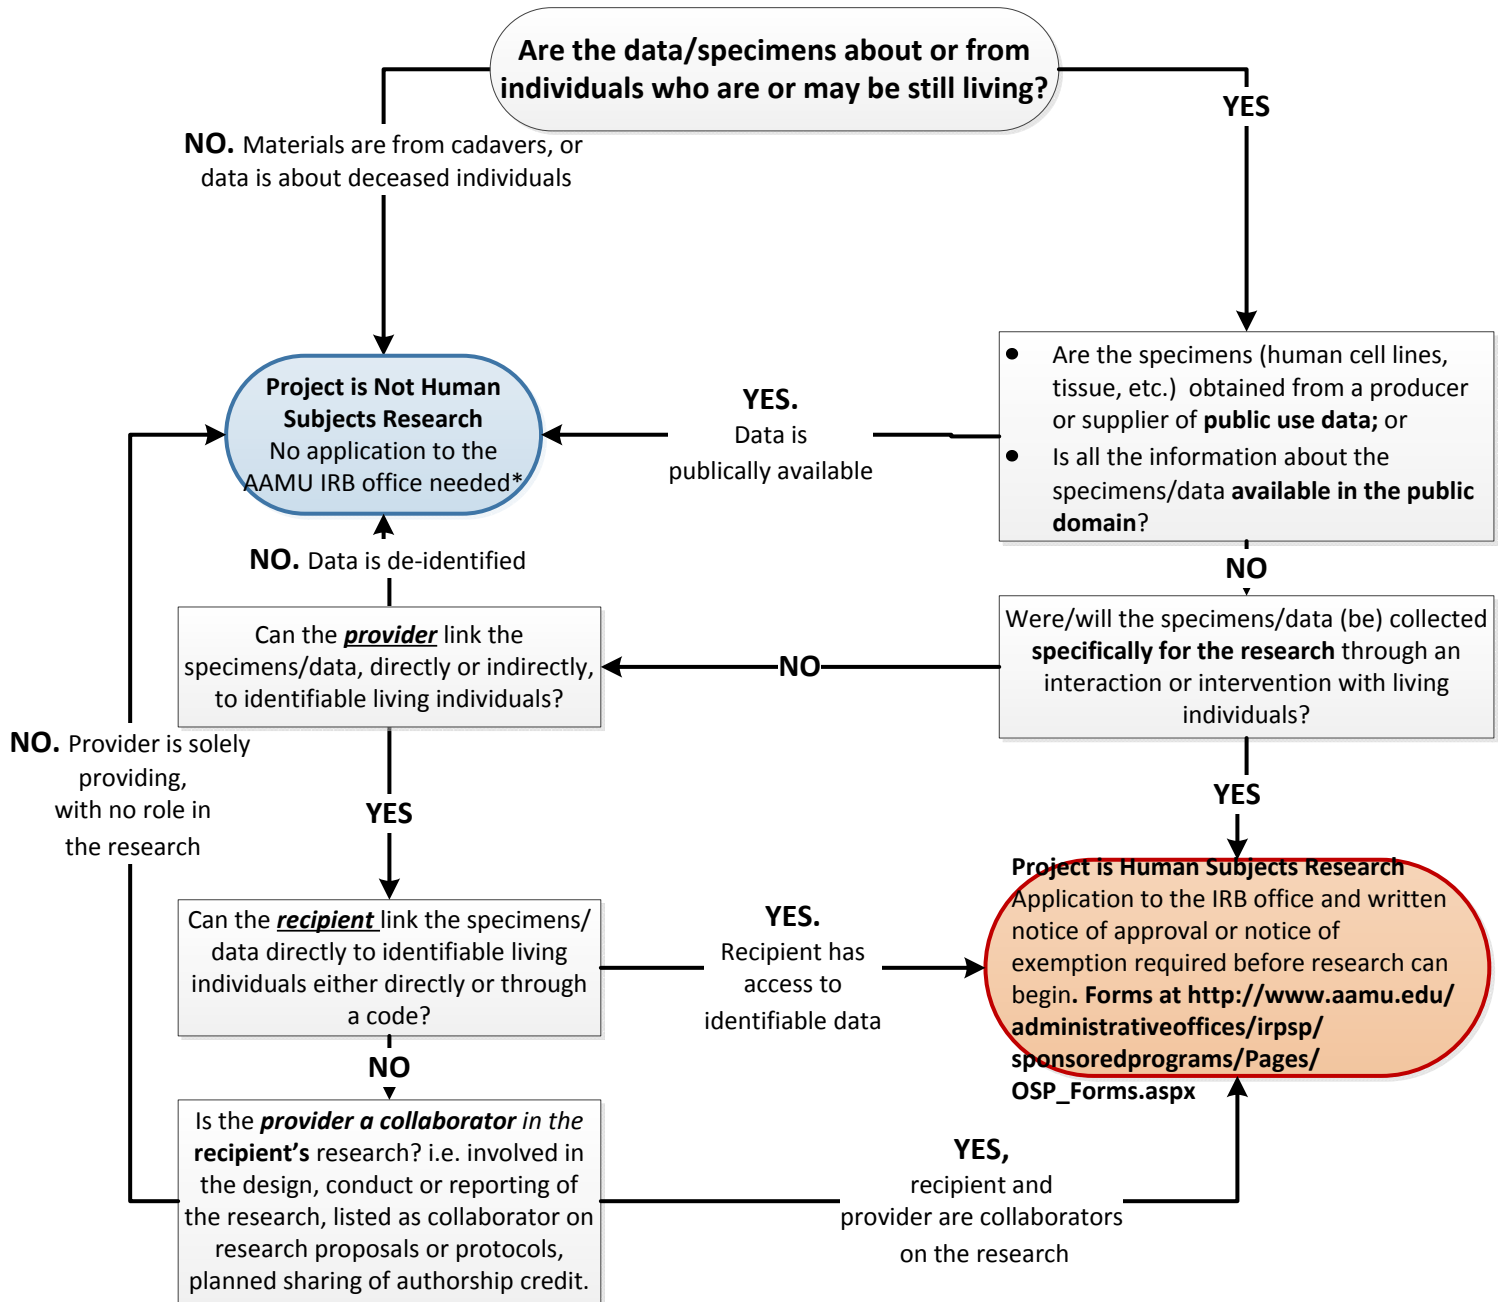 Are the data/specimens about or from
individuals who are or may be still living?
YES
NO. Materials are from cadavers, or
data is about deceased individuals
Project is Not Human
Subjects Research
No application to the
AAMU IRB office needed*
YES.
Data is
publically available
● Are the specimens (human cell lines,
tissue, etc.) obtained from a producer
or supplier of public use data; or
● Is all the information about the
specimens/data available in the public
domain?
NO. Data is de-identified
NO
Can the provider link the
specimens/data, directly or indirectly,
to identifiable living individuals?
NO
Were/will the specimens/data (be) collected
specifically for the research through an
interaction or intervention with living
individuals?
NO. Provider is solely
providing,
with no role in
the research
YES
YES
Can the recipient link the specimens/
data directly to identifiable living
individuals either directly or through
a code?
YES.
Recipient has
access to
identifiable data
Project is Human Subjects Research
Application to the IRB office and written
notice of approval or notice of
exemption required before research can
begin. Forms at http://www.aamu.edu/
administrativeoffices/irpsp/
sponsoredprograms/Pages/
OSP_Forms.aspx
NO
Is the provider a collaborator in the
recipient's research? i.e. involved in
the design, conduct or reporting of
the research, listed as collaborator on
research proposals or protocols,
planned sharing of authorship credit.
YES,
recipient and
provider are collaborators
on the research